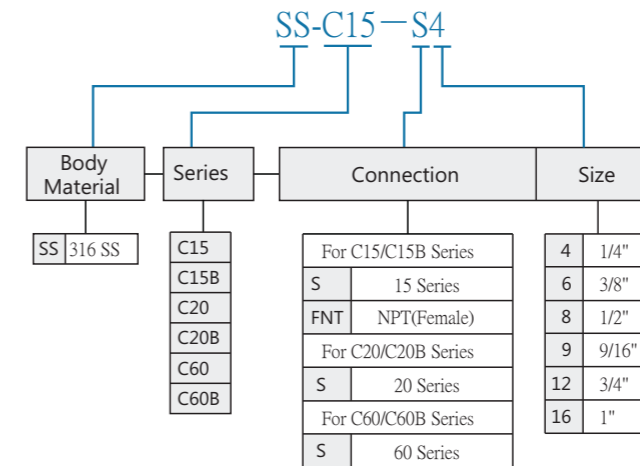 SS-C15－S4
Body Material
Series
Connection
Size
SS 316 SS
C15
C15B
C20
C20B
C60
C60B
For C15/C15B Series
S 15 Series
FNT NPT(Female)
For C20/C20B Series
S 20 Series
For C60/C60B Series
S 60 Series
4 1/4"
6 3/8"
8 1/2"
9 9/16"
12 3/4"
16 1"